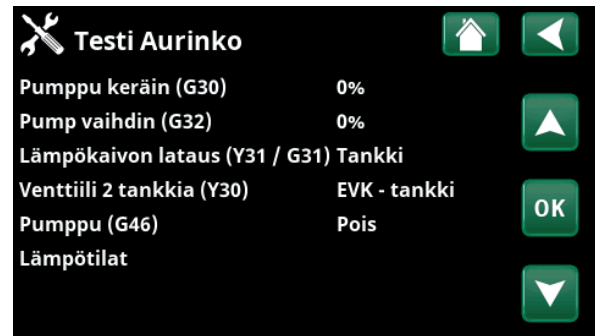 Testi Aurinko
Pumppu keräin (G30) 0%
Pump vaihdin (G32) 0%
Lämpökaivon lataus (Y31 / G31) Tankki
Venttiili 2 tankkia (Y30) EVK - tankki
OK
Pumppu (G46) Pois
Lämpötilat